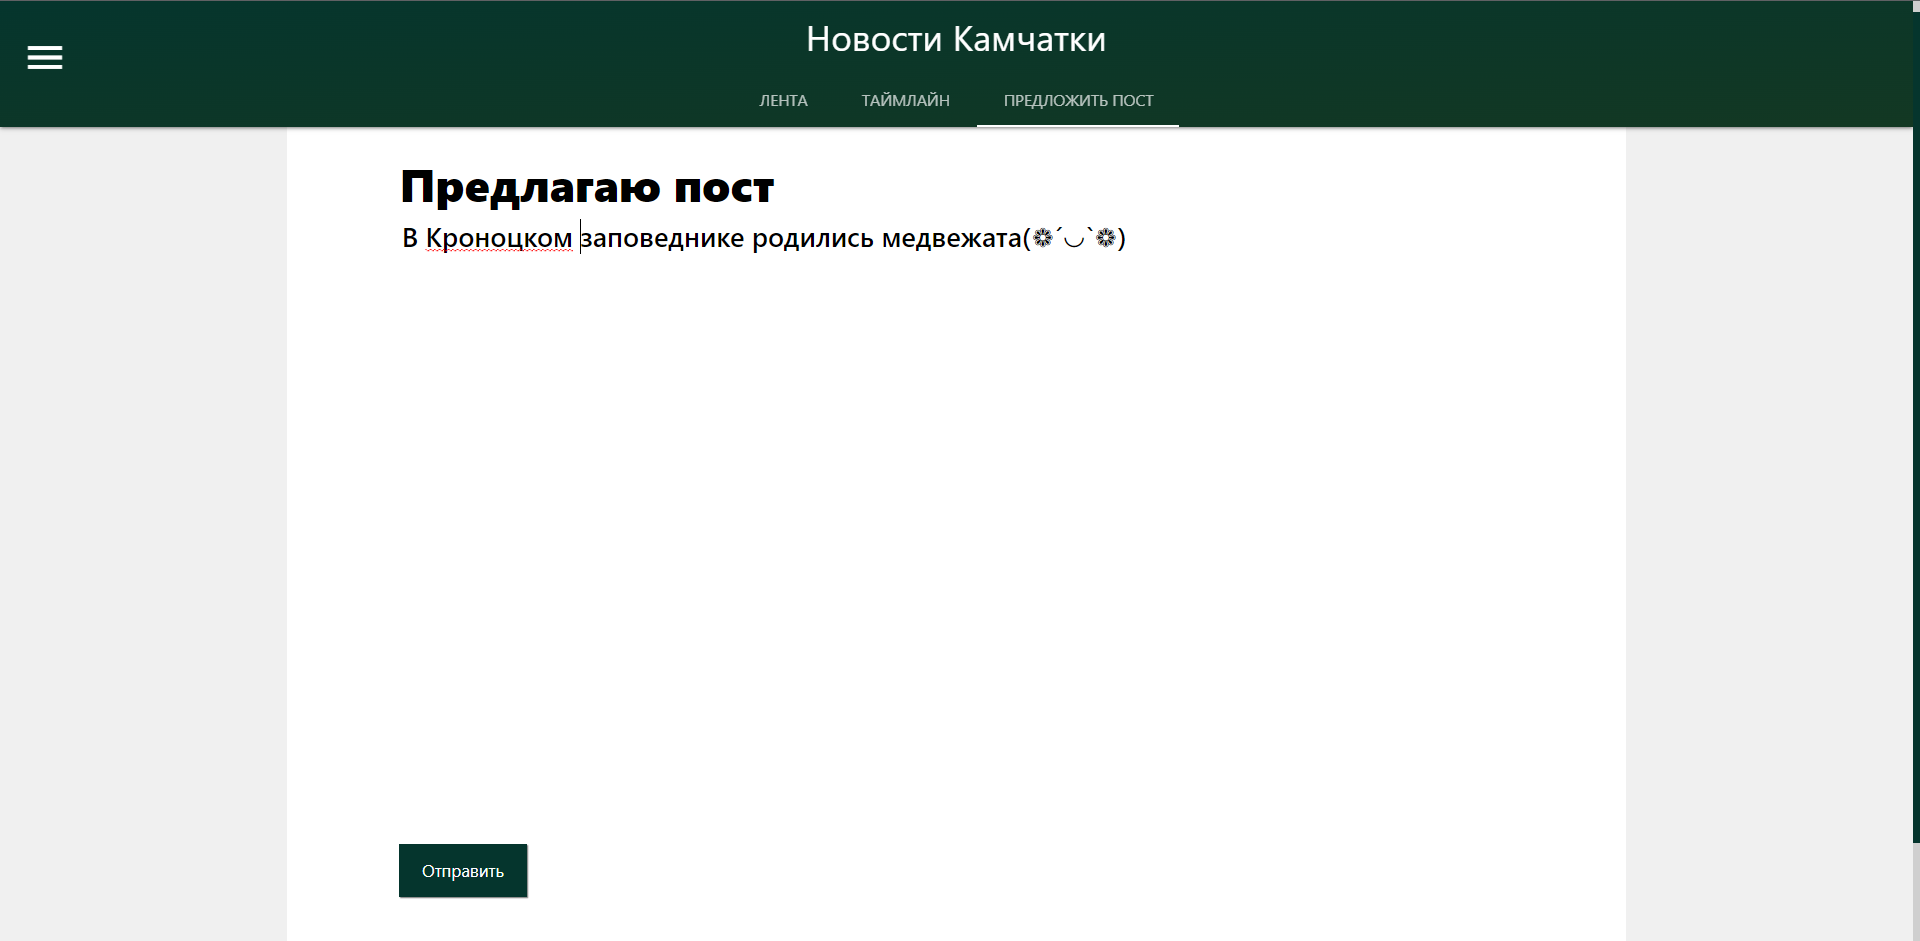 Новости Камчатки
ЛЕНТА ТАЙМЛАЙН ПРЕДЛОЖИТЬ ПОСТ
Предлагаю пост
В Кроноцком заповеднике родились медвежата(❁´◡`❁)
Отправить